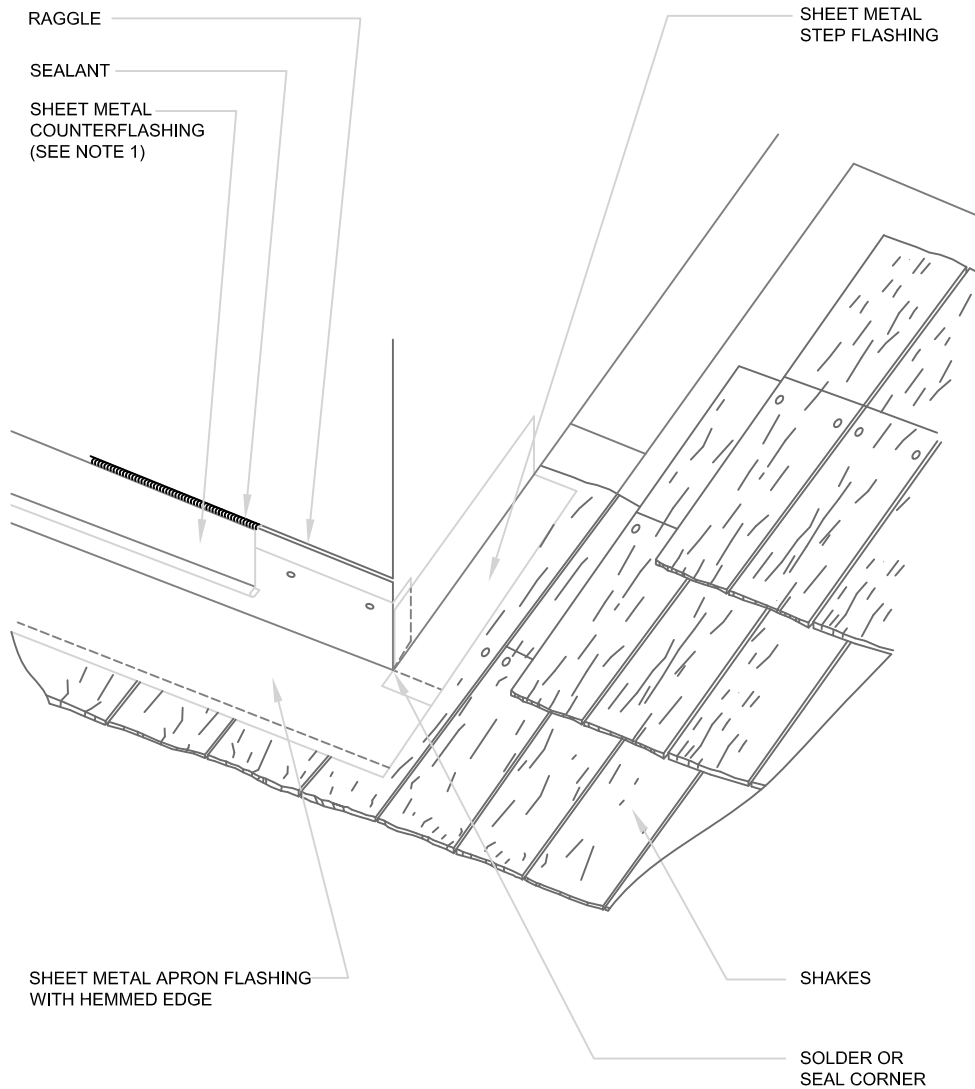 RAGGLE
SEALANT
SHEET METAL
COUNTERFLASHING
(SEE NOTE 1)
SHEET METAL
STEP FLASHING
SHEET METAL APRON FLASHING
WITH HEMMED EDGE
SHAKES
SOLDER OR
SEAL CORNER